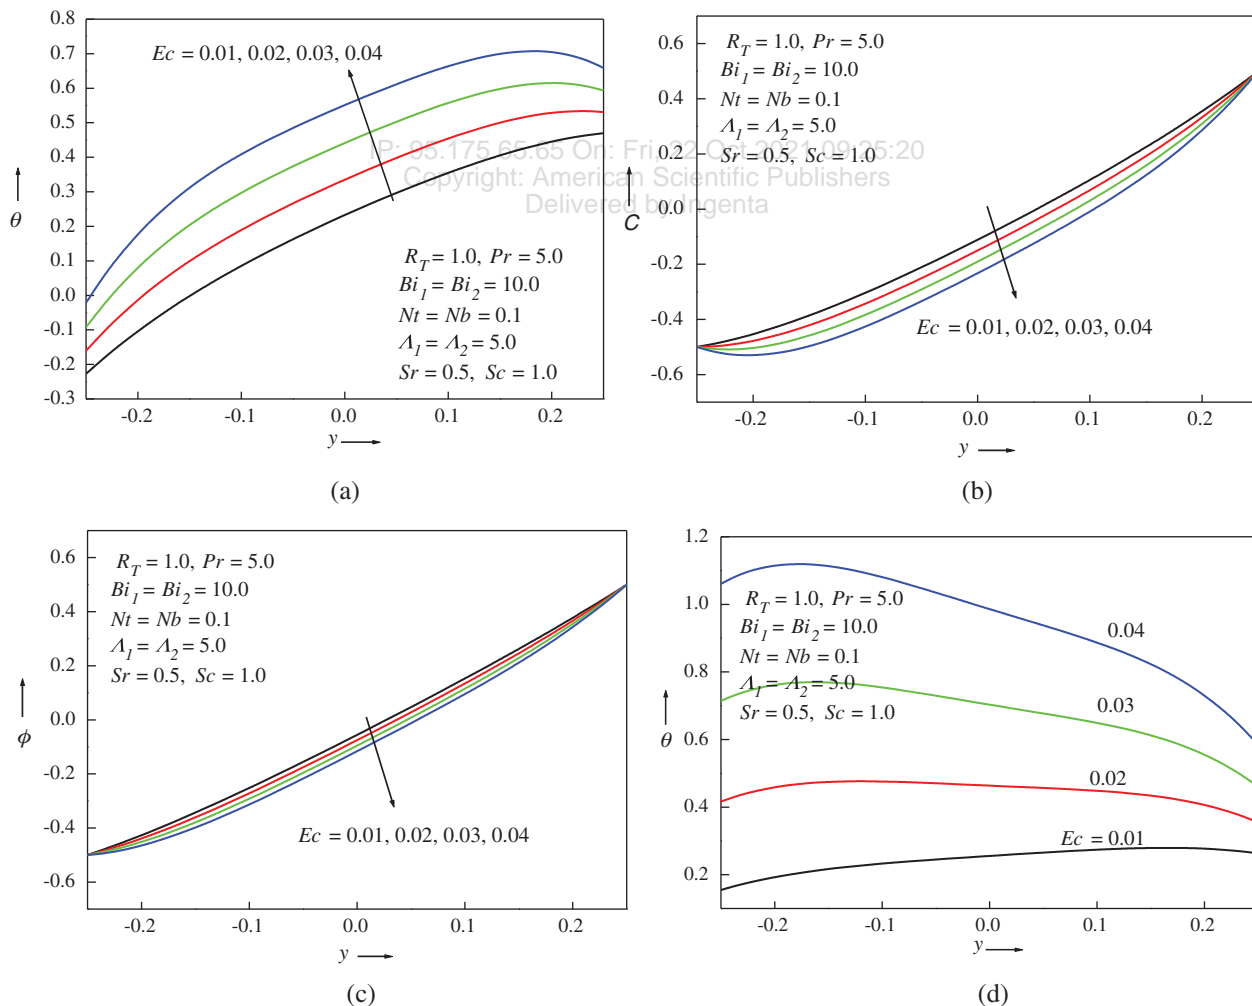 0.8
0.7
0.6
0.5
0.4
0.3
0.2
0.1
0.0
-0.1
-0.2
-0.3
θ
Ec = 0.01, 0.02, 0.03, 0.04
R_T = 1.0, Pr = 5.0
Bi_1 = Bi_2 = 10.0
Nt = Nb = 0.1
Λ_1 = Λ_2 = 5.0
Sr = 0.5, Sc = 1.0
-0.2 -0.1 0.0 0.1 0.2
y
(a)
0.6
0.4
0.2
0.0
-0.2
-0.4
-0.6
C
R_T = 1.0, Pr = 5.0
Bi_1 = Bi_2 = 10.0
Nt = Nb = 0.1
Λ_1 = Λ_2 = 5.0
Sr = 0.5, Sc = 1.0
Ec = 0.01, 0.02, 0.03, 0.04
-0.2 -0.1 0.0 0.1 0.2
y
(b)
IP: 95.175.65.65 On: Fri, 22 Oct 2021 09:25:20
Copyright: American Scientific Publishers
Delivered by Ingenta
0.6
0.4
0.2
0.0
-0.2
-0.4
-0.6
ϕ
R_T = 1.0, Pr = 5.0
Bi_1 = Bi_2 = 10.0
Nt = Nb = 0.1
Λ_1 = Λ_2 = 5.0
Sr = 0.5, Sc = 1.0
Ec = 0.01, 0.02, 0.03, 0.04
-0.2 -0.1 0.0 0.1 0.2
y
(c)
1.2
1.0
0.8
0.6
0.4
0.2
θ
R_T = 1.0, Pr = 5.0
Bi_1 = Bi_2 = 10.0
Nt = Nb = 0.1
Λ_1 = Λ_2 = 5.0
Sr = 0.5, Sc = 1.0
0.04
0.03
0.02
Ec = 0.01
-0.2 -0.1 0.0 0.1 0.2
y
(d)